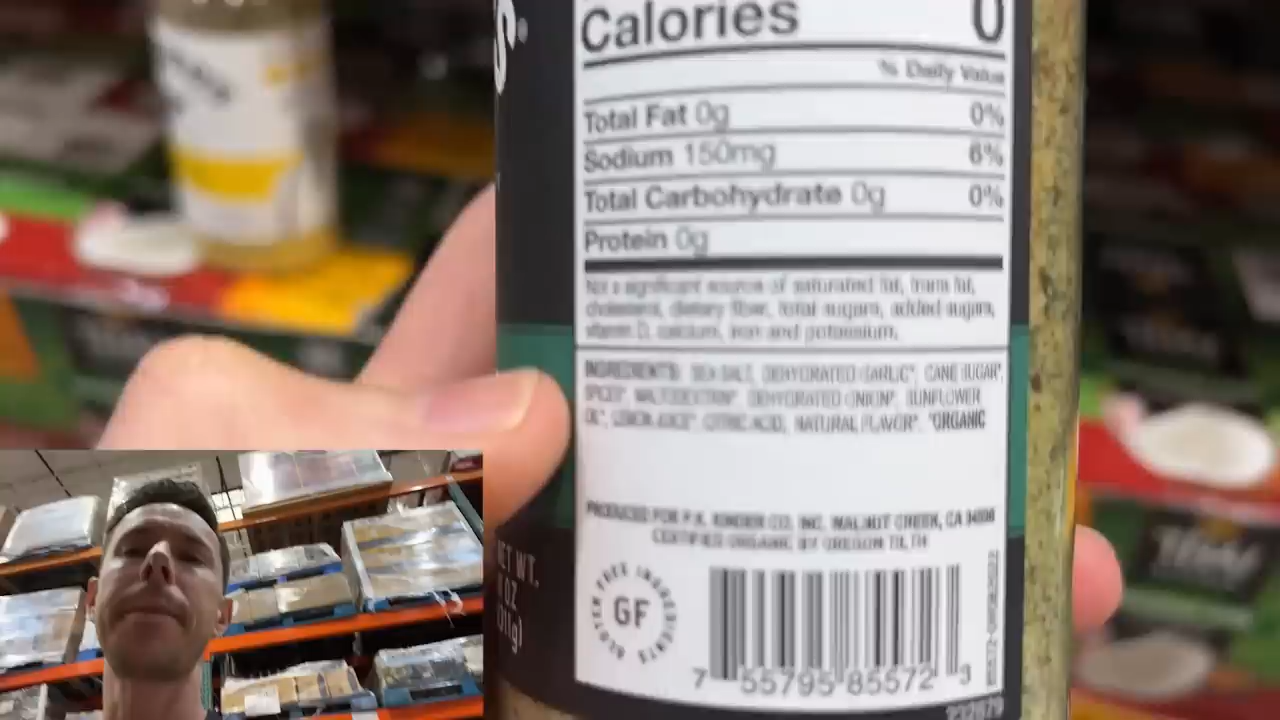 Calories 0
% Daily Value
Total Fat 0g 0%
Sodium 150mg 6%
Total Carbohydrate 0g 0%
Protein 0g
Not a significant source of saturated fat, trans fat,
cholesterol, dietary fiber, total sugars, added sugars,
vitamin D, calcium, iron and potassium.
INGREDIENTS: SEA SALT, DEHYDRATED GARLIC*, CANE SUGAR*,
SPICES*, MALTODEXTRIN*, DEHYDRATED ONION*, SUNFLOWER
OIL*, LEMON JUICE*, CITRIC ACID, NATURAL FLAVOR*. *ORGANIC
PRODUCED FOR P.K. KINDER CO., INC. WALNUT CREEK, CA
CERTIFIED ORGANIC BY OREGON TILTH
NET WT.
OZ
GLUTEN FREE INGREDIENTS
GF
7 55795 85572 3